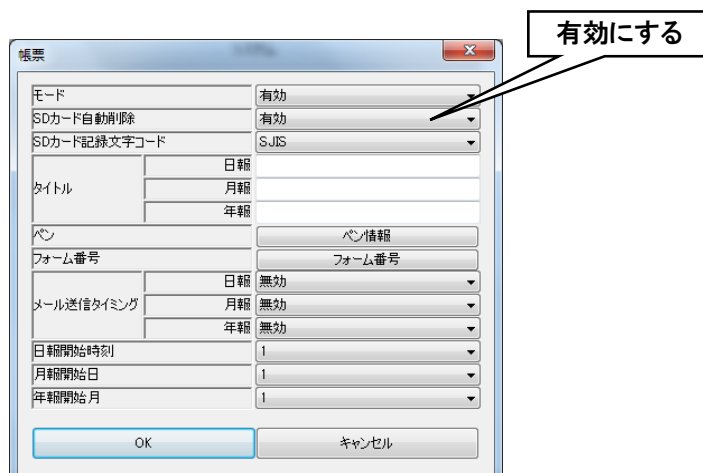 有効にする
帳票
モード 有効
SDカード自動削除 有効
SDカード記録文字コード SJIS
タイトル
日報
月報
年報
ペン ペン情報
フォーム番号 フォーム番号
メール送信タイミング
日報 無効
月報 無効
年報 無効
日報開始時刻 1
月報開始日 1
年報開始月 1
OK キャンセル